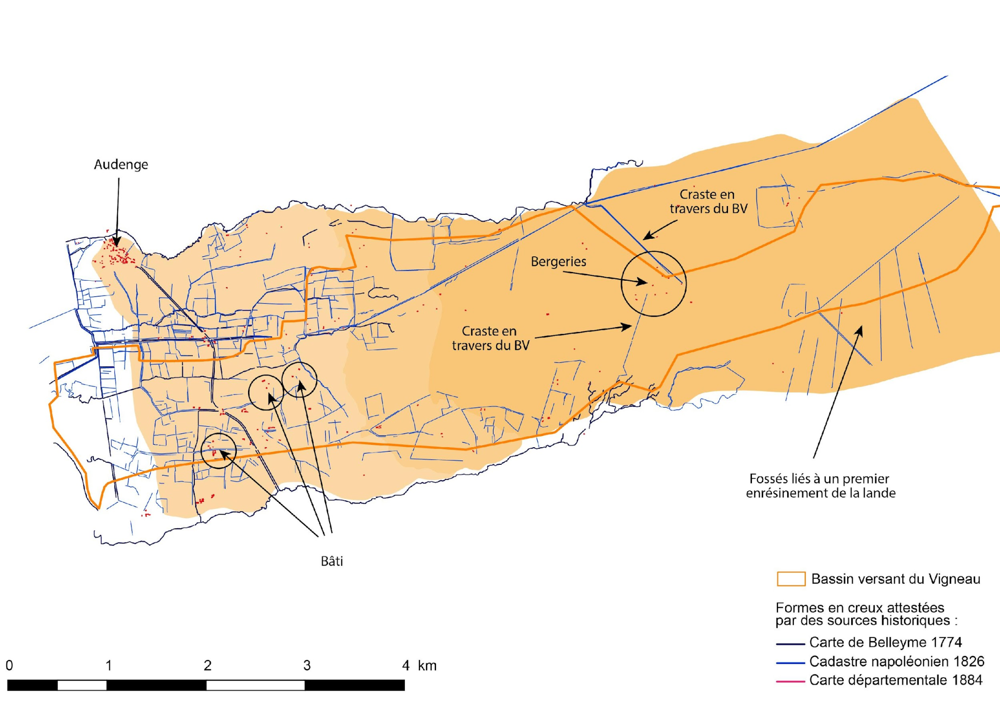 Audenge
Craste en
travers du BV
Bergeries
Craste en
travers du BV
Fossés liés à un premier
enrésinement de la lande
Bâti
Bassin versant du Vigneau
Formes en creux attestées
par des sources historiques :
Carte de Belleyme 1774
Cadastre napoléonien 1826
Carte départementale 1884
0 1 2 3 4 km